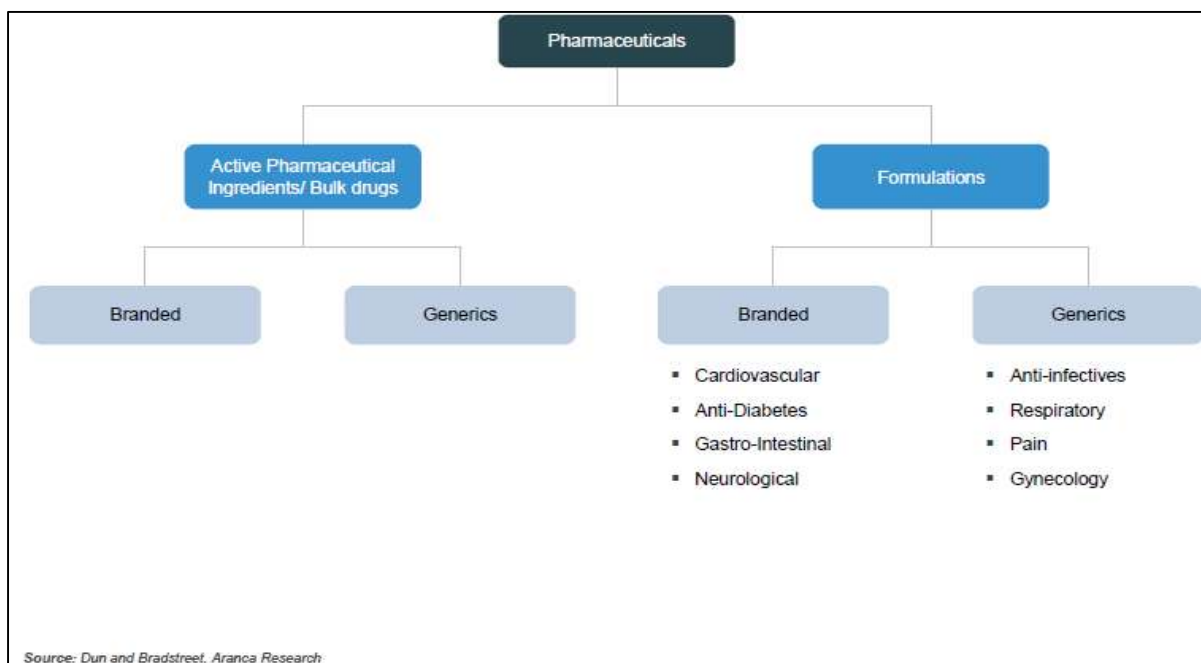 Pharmaceuticals
Active Pharmaceutical
Ingredients/ Bulk drugs
Formulations
Branded
Generics
Branded
Generics
▪ Cardiovascular
▪ Anti-Diabetes
▪ Gastro-Intestinal
▪ Neurological
▪ Anti-infectives
▪ Respiratory
▪ Pain
▪ Gynecology
Source: Dun and Bradstreet, Aranca Research